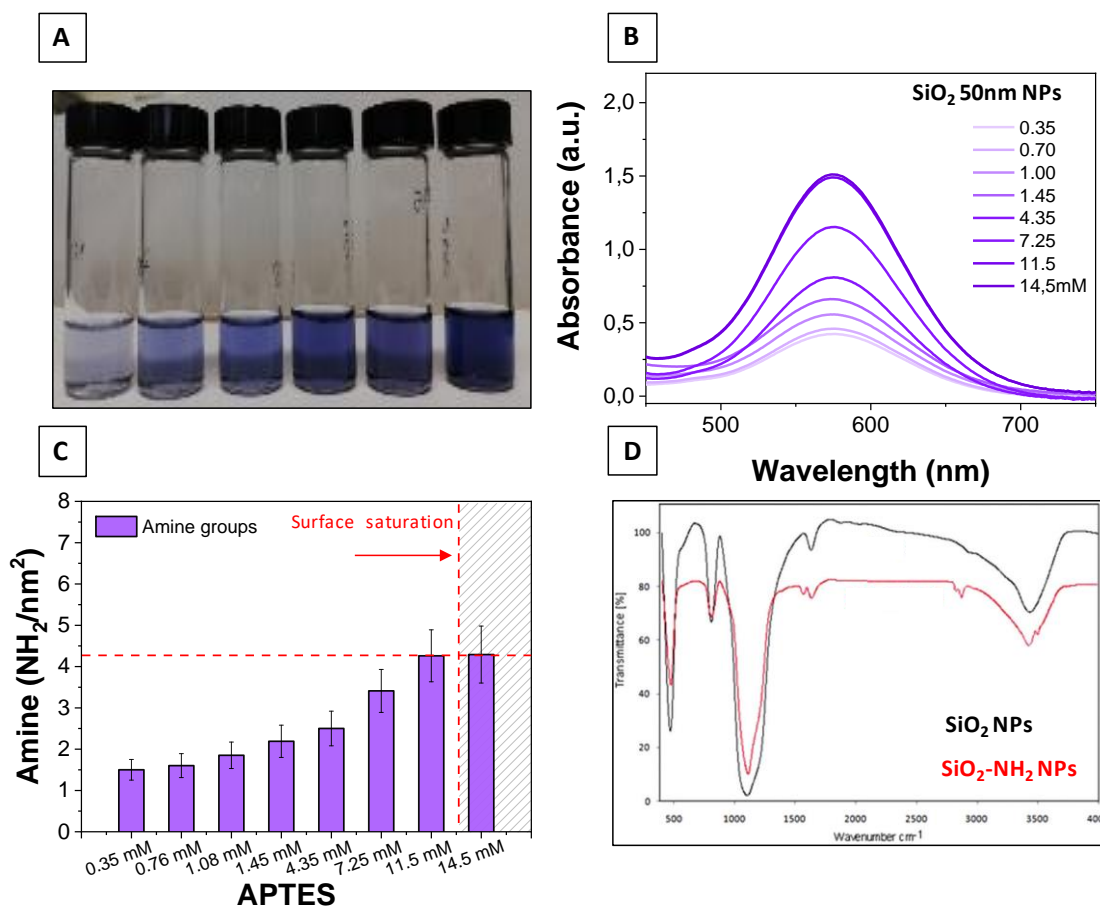 A
B
SiO2 50nm NPs
0.35
0.70
1.00
1.45
4.35
7.25
11.5
14,5mM
2,0
1,5
1,0
0,5
0,0
Absorbance (a.u.)
500
600
700
Wavelength (nm)
C
8
7
6
5
4
3
2
1
0
Amine (NH2/nm2)
Amine groups
Surface saturation
0.35 mM
0.76 mM
1.08 mM
1.45 mM
4.35 mM
7.25 mM
11.5 mM
14.5 mM
APTES
D
100
80
60
40
20
0
Transmittance [%]
SiO2 NPs
SiO2-NH2 NPs
500
1000
1500
2000
2500
3000
3500
400
Wavenumber cm-1